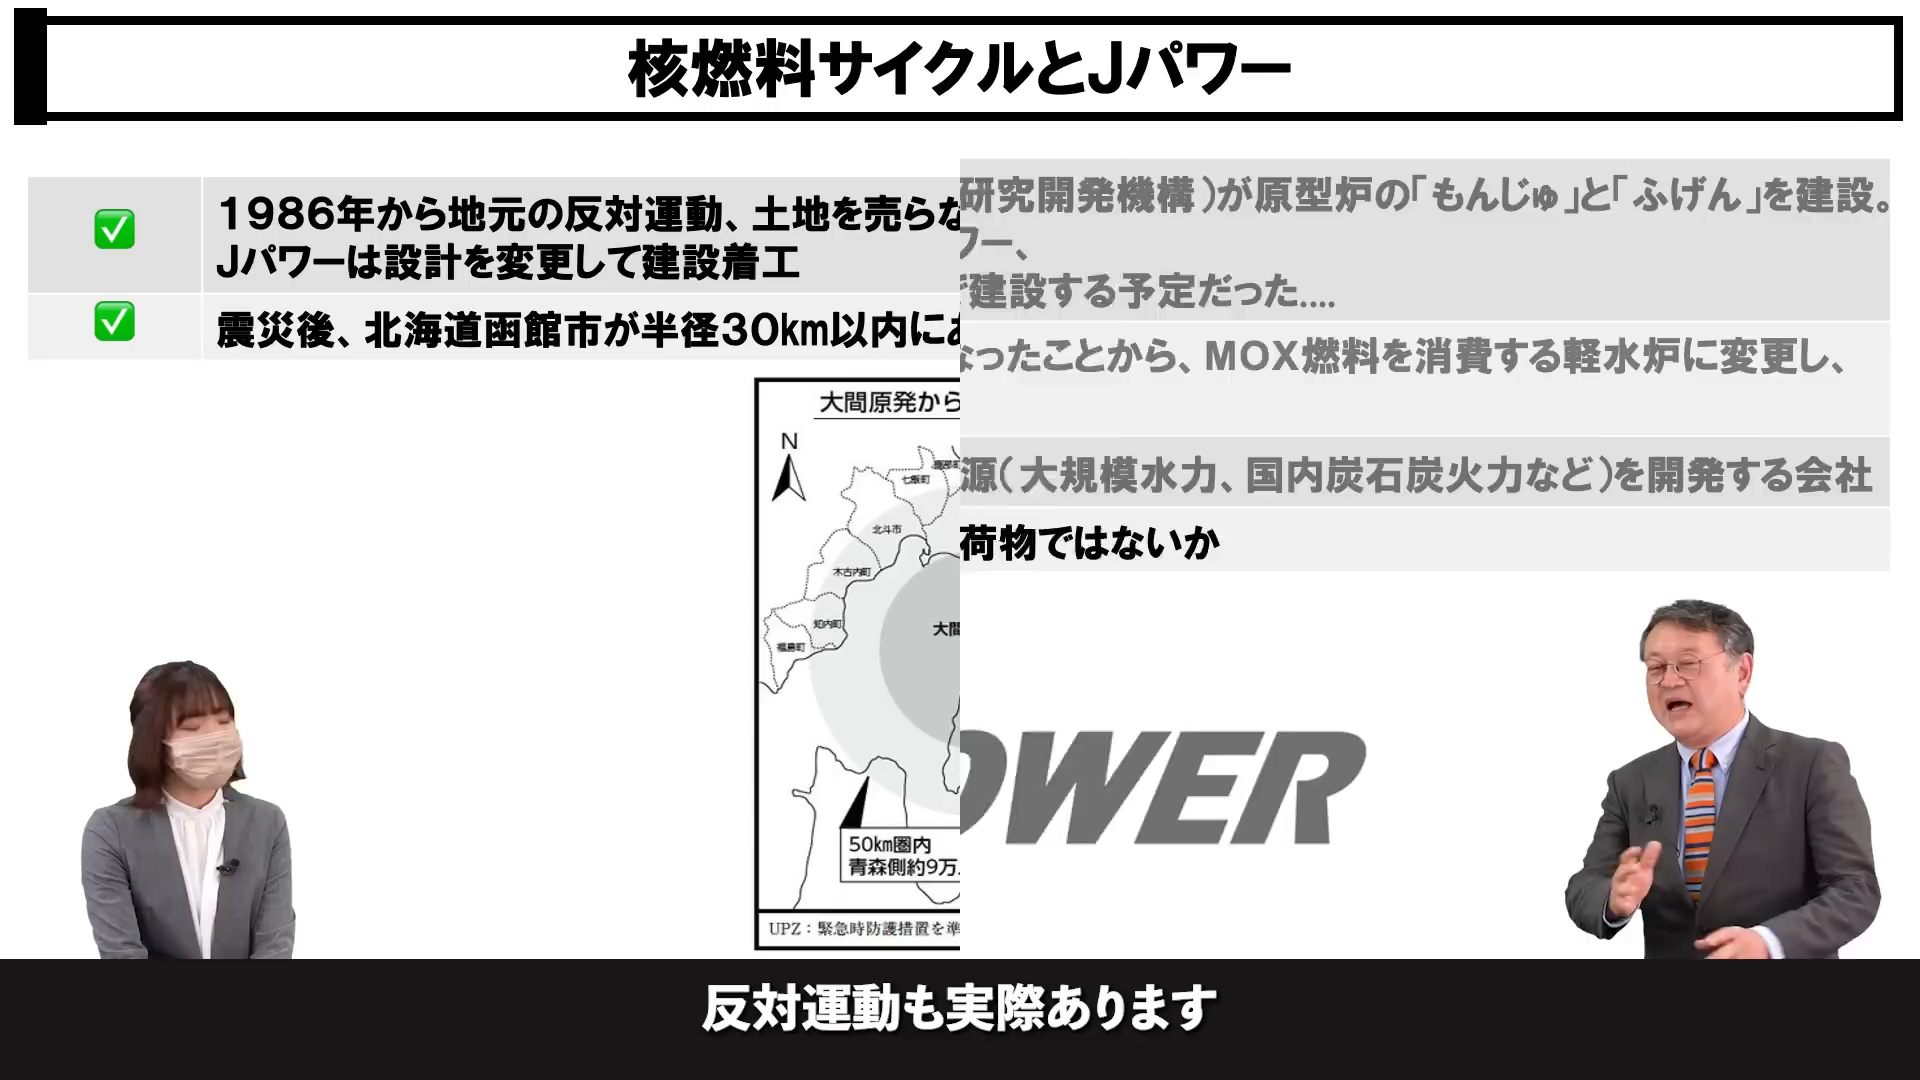 核燃料サイクルとJパワー
1986年から地元の反対運動、土地を売らな
Jパワーは設計を変更して建設着工
震災後、北海道函館市が半径30km以内に
研究開発機構)が原型炉の「もんじゅ」と「ふげん」を建設。
ワー、
建設する予定だった....
なったことから、MOX燃料を消費する軽水炉に変更し、
源(大規模水力、国内炭石炭火力など)を開発する会社
荷物ではないか
大間原発から
N
七飯町
北斗市
木古内町
知内町
福島町
大間
50km圏内
青森側約9万
UPZ:緊急時防護措置を準
OWER
反対運動も実際あります